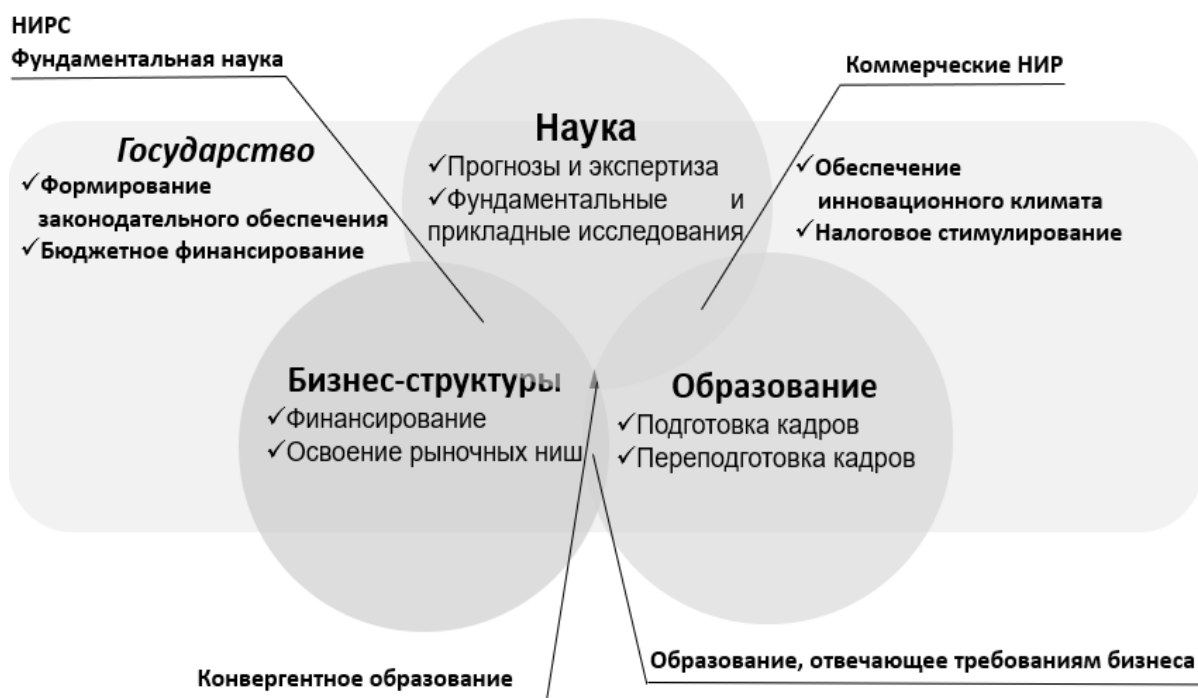 НИРС
Фундаментальная наука
Коммерческие НИР
Государство
✓Формирование
законодательного обеспечения
✓Бюджетное финансирование
Наука
✓Прогнозы и экспертиза
✓Фундаментальные и
прикладные исследования
✓Обеспечение
инновационного климата
✓Налоговое стимулирование
Бизнес-структуры
✓Финансирование
✓Освоение рыночных ниш
Образование
✓Подготовка кадров
✓Переподготовка кадров
Конвергентное образование
Образование, отвечающее требованиям бизнеса